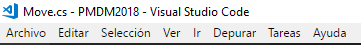 Move.cs - PMDM2018 - Visual Studio Code
Archivo Editar Selección Ver Ir Depurar Tareas Ayuda